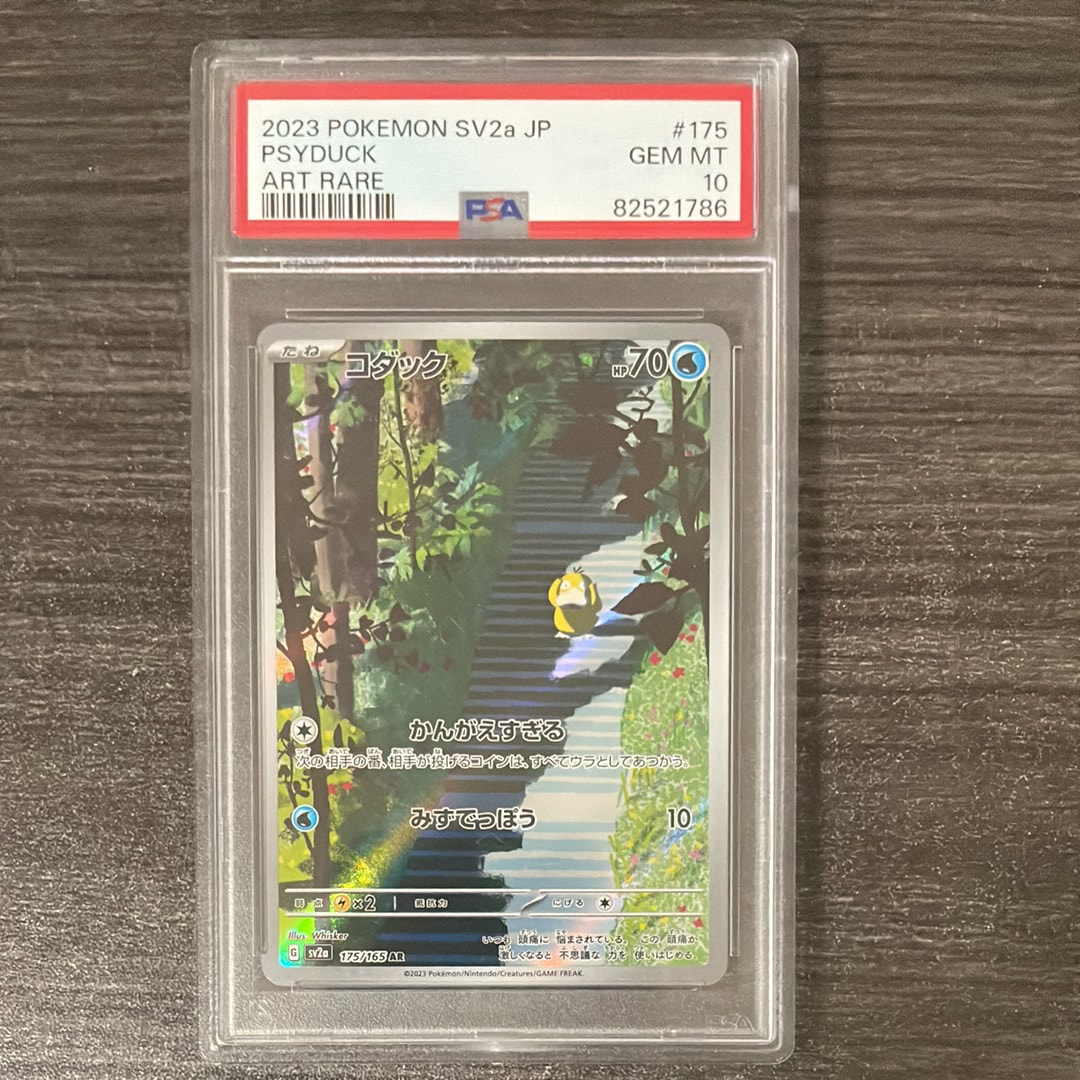 2023 POKEMON SV2a JP #175
PSYDUCK GEM MT
ART RARE 10
PSA 82521786
たね コダック HP70
かんがえすぎる
次の相手の番、相手が投げるコインは、すべてウラとしてあつかう。
みずでっぽう 10
弱点 ×2 抵抗力 にげる
Illus. Whisker
いつも 頭痛に 悩まされている。 この 頭痛が
激しくなると 不思議な 力を 使いはじめる。
G sv2a 175/165 AR
©2023 Pokémon/Nintendo/Creatures/GAME FREAK.